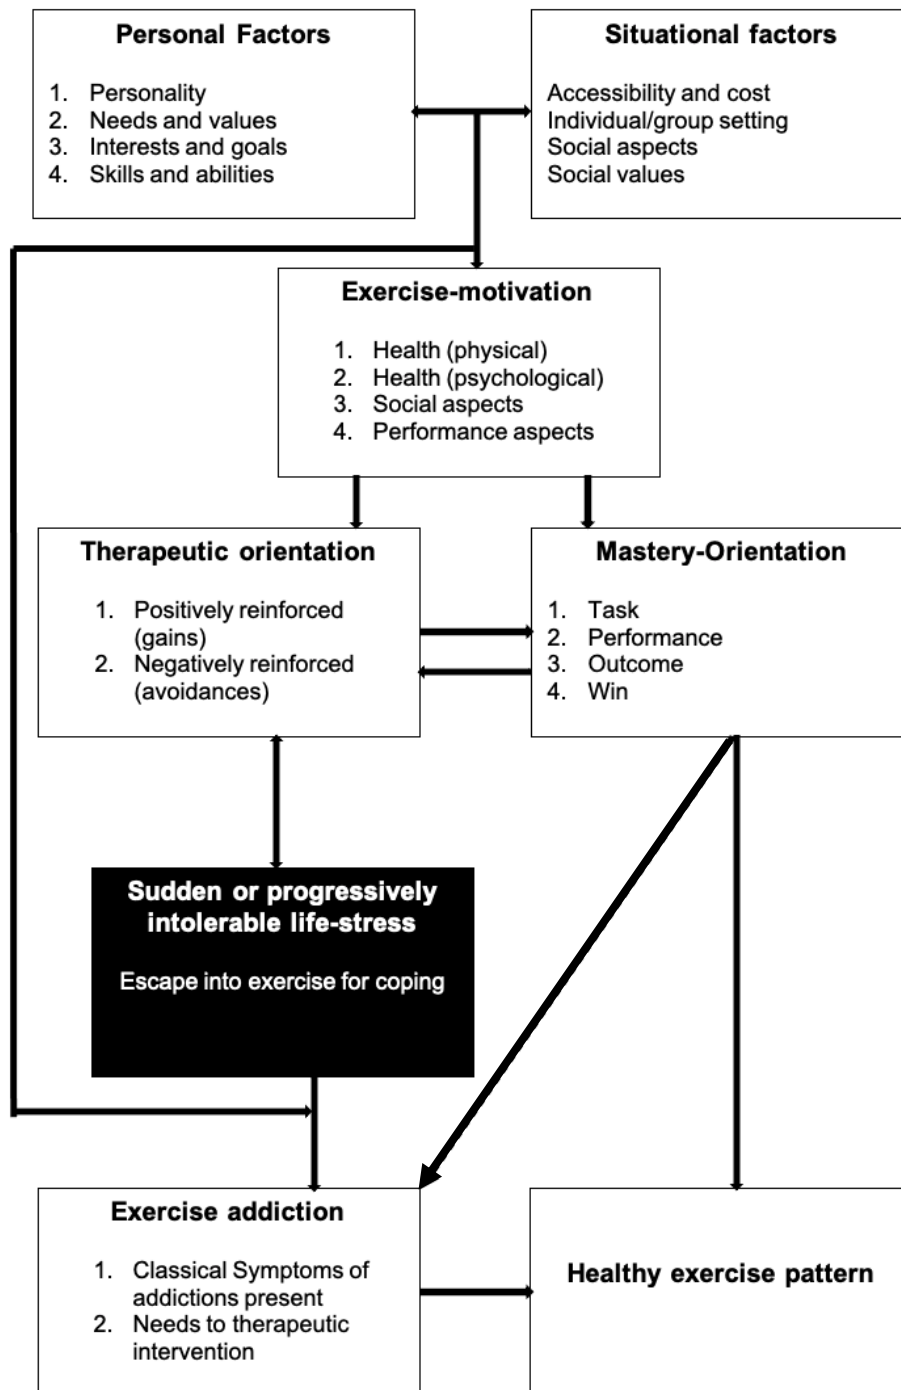 Personal Factors
1. Personality
2. Needs and values
3. Interests and goals
4. Skills and abilities
Situational factors
Accessibility and cost
Individual/group setting
Social aspects
Social values
Exercise-motivation
1. Health (physical)
2. Health (psychological)
3. Social aspects
4. Performance aspects
Therapeutic orientation
1. Positively reinforced
(gains)
2. Negatively reinforced
(avoidances)
Mastery-Orientation
1. Task
2. Performance
3. Outcome
4. Win
Sudden or progressively
intolerable life-stress
Escape into exercise for coping
Exercise addiction
1. Classical Symptoms of
addictions present
2. Needs to therapeutic
intervention
Healthy exercise pattern